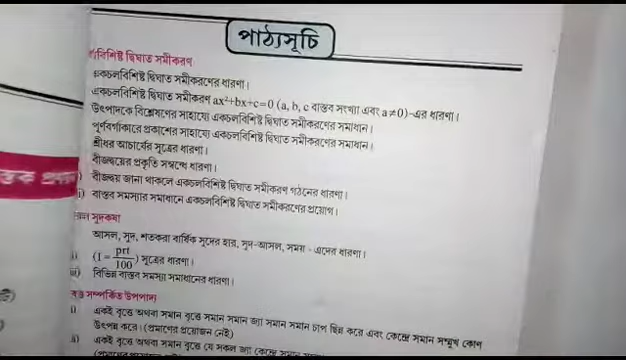 পাঠ্যসূচি
বিশিষ্ট দ্বিঘাত সমীকরণ
একচলবিশিষ্ট দ্বিঘাত সমীকরণের ধারণা।
একচলবিশিষ্ট দ্বিঘাত সমীকরণ ax²+bx+c=0 (a, b, c বাস্তব সংখ্যা এবং a≠0)-এর ধারণা।
উৎপাদকে বিশ্লেষণের সাহায্যে একচলবিশিষ্ট দ্বিঘাত সমীকরণের সমাধান।
পূর্ণবর্গাকারে প্রকাশের সাহায্যে একচলবিশিষ্ট দ্বিঘাত সমীকরণের সমাধান।
শ্রীধর আচার্যের সূত্রের ধারণা।
বীজদ্বয়ের প্রকৃতি সম্বন্ধে ধারণা।
) বীজদ্বয় জানা থাকলে একচলবিশিষ্ট দ্বিঘাত সমীকরণ গঠনের ধারণা।
) বাস্তব সমস্যার সমাধানে একচলবিশিষ্ট দ্বিঘাত সমীকরণের প্রয়োগ।
সুদকষা
আসল, সুদ, শতকরা বার্ষিক সুদের হার, সুদ-আসল, সময় - এদের ধারণা।
(I = prt/100) সূত্রের ধারণা।
iii) বিভিন্ন বাস্তব সমস্যা সমাধানের ধারণা।
সম্পর্কিত উপপাদ্য
i) একই বৃত্তে অথবা সমান বৃত্তে সমান সমান জ্যা সমান সমান চাপ ছিন্ন করে এবং কেন্দ্রে সমান সম্মুখ কোণ
উৎপন্ন করে। (প্রমাণের প্রয়োজন নেই)
ii) একই বৃত্তে অথবা সমান বৃত্তে যে সকল জ্যা কেন্দ্রে সমান